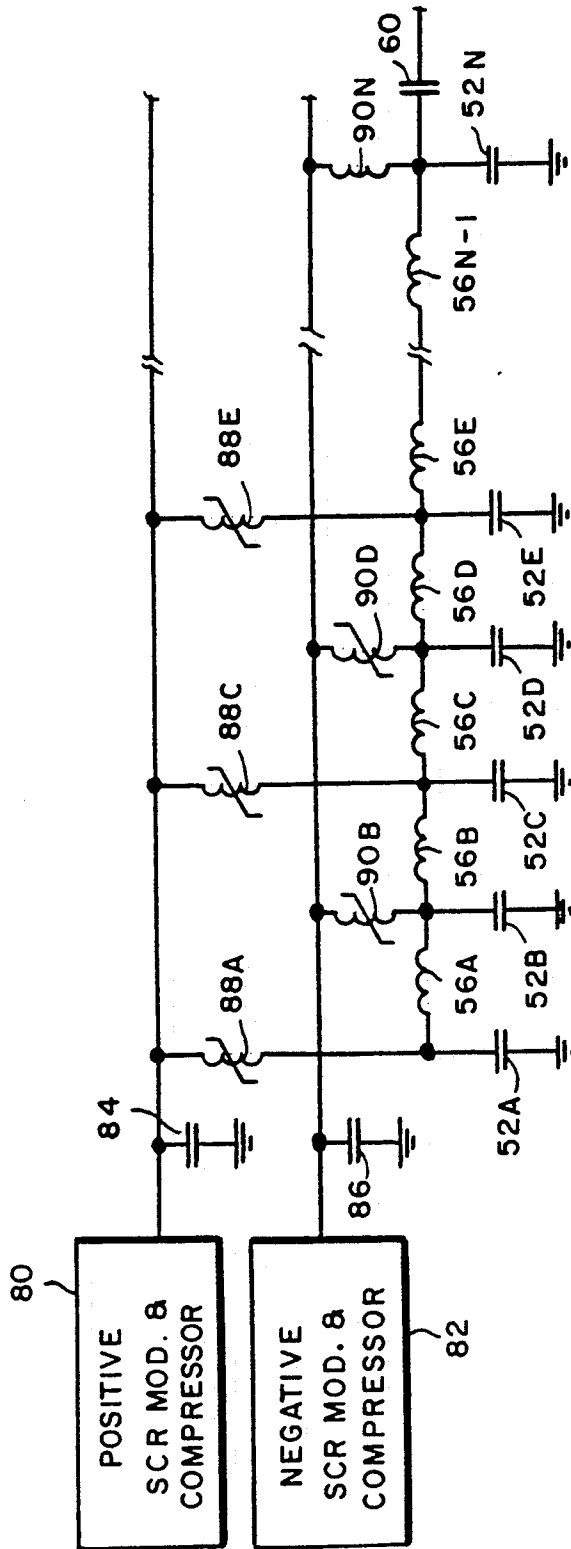 80
POSITIVE
SCR MOD. &
COMPRESSOR
84
88A
88C
88E
NEGATIVE
SCR MOD. &
COMPRESSOR
82
86
90B
90D
90N
60
56A
56B
56C
56D
56E
56N-1
52A
52B
52C
52D
52E
52N